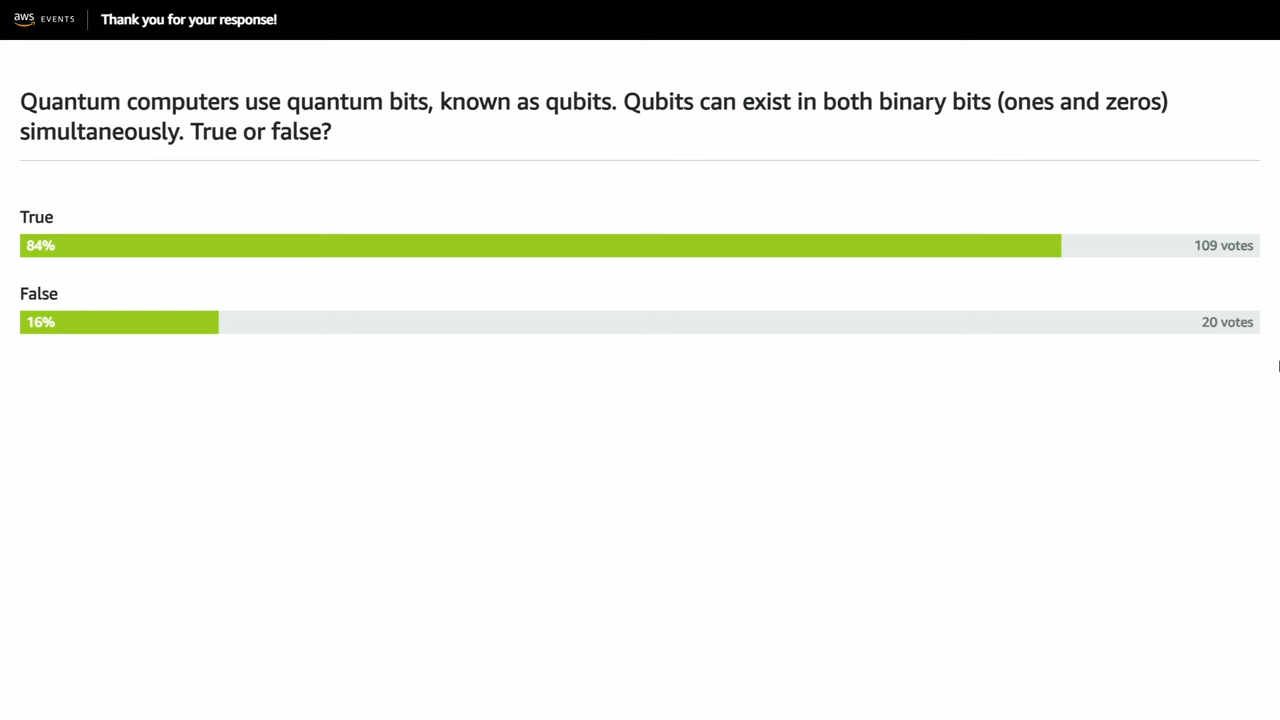 aws EVENTS Thank you for your response!
Quantum computers use quantum bits, known as qubits. Qubits can exist in both binary bits (ones and zeros)
simultaneously. True or false?
True
84% 109 votes
False
16% 20 votes